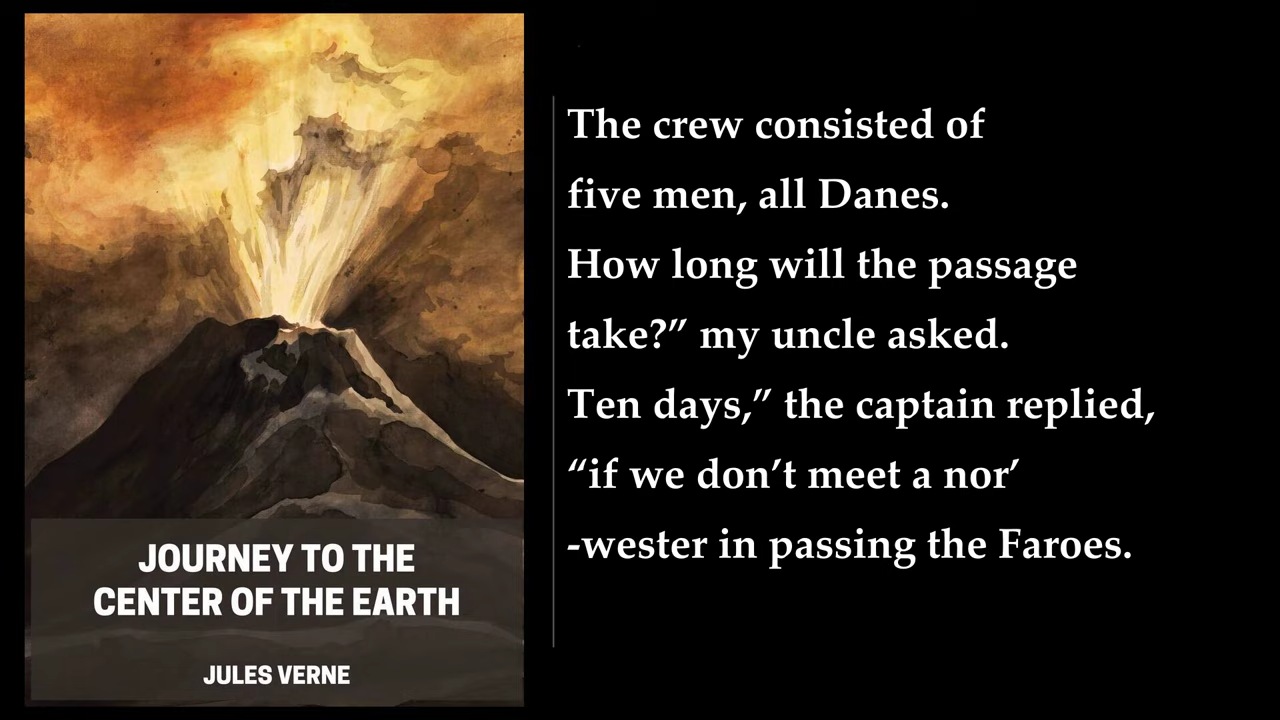 JOURNEY TO THE
CENTER OF THE EARTH
JULES VERNE
The crew consisted of
five men, all Danes.
How long will the passage
take?” my uncle asked.
Ten days,” the captain replied,
“if we don’t meet a nor’
-wester in passing the Faroes.